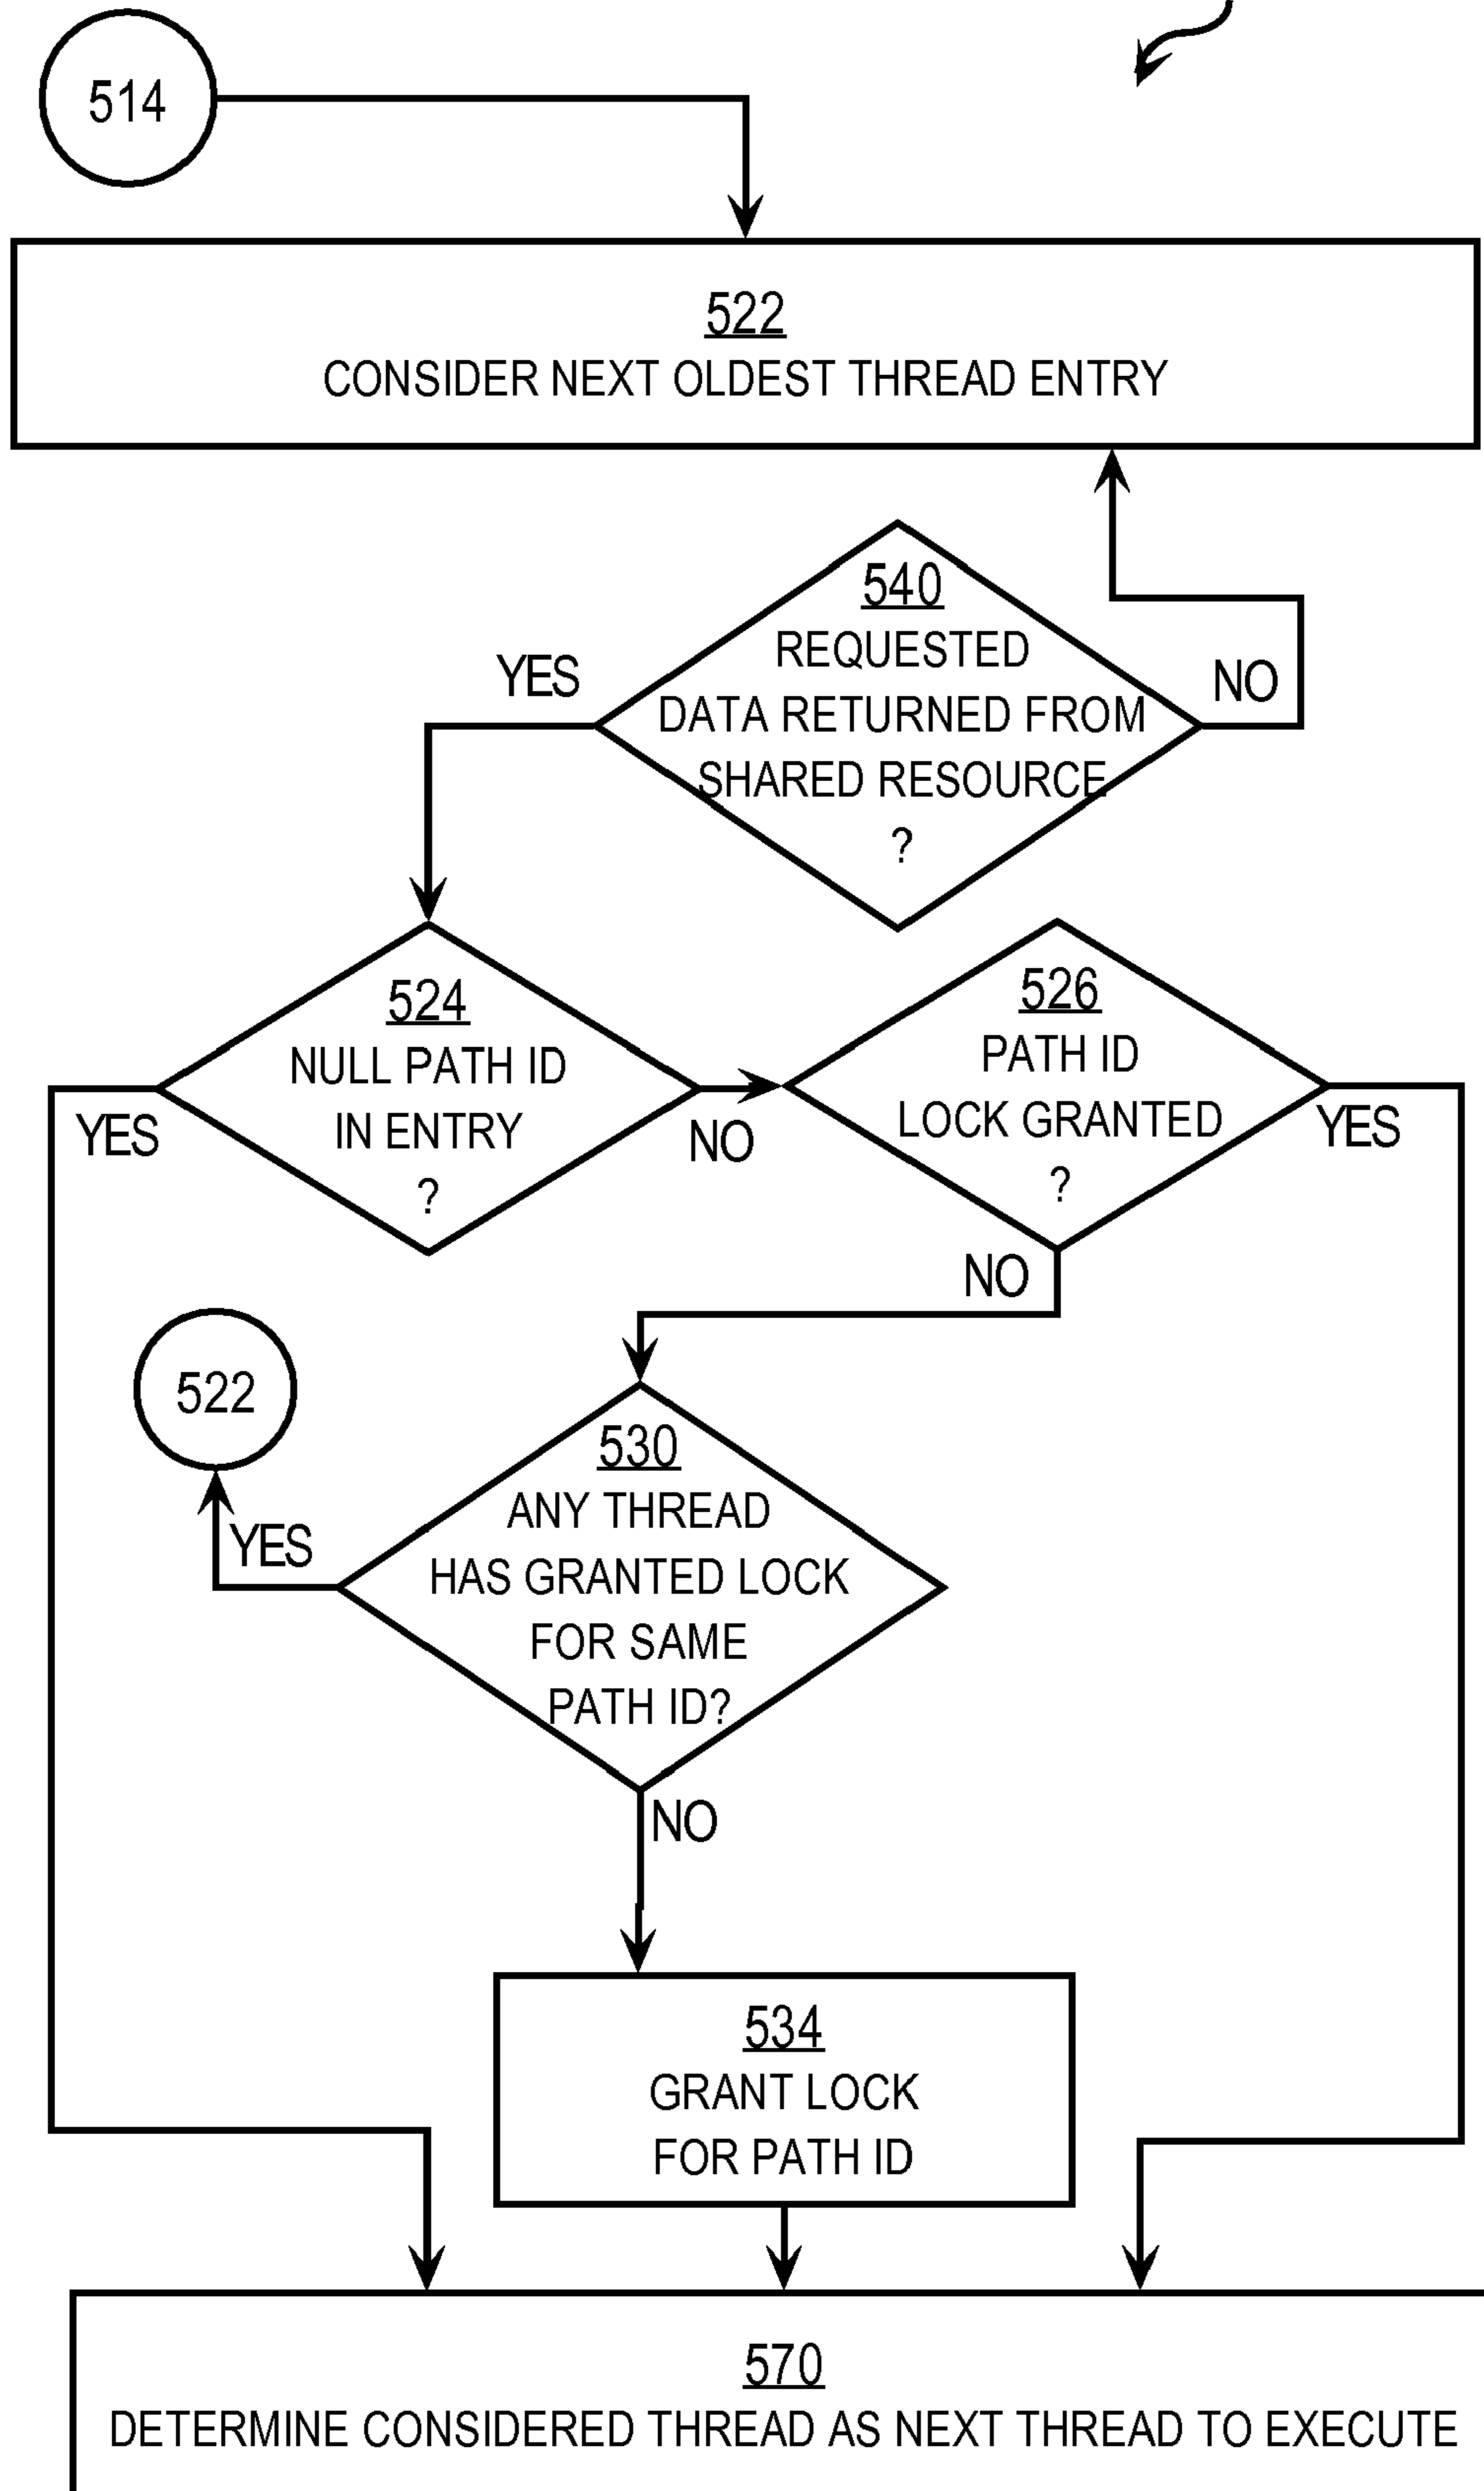 514
522
CONSIDER NEXT OLDEST THREAD ENTRY
540
REQUESTED
DATA RETURNED FROM
SHARED RESOURCE
?
YES
NO
524
NULL PATH ID
IN ENTRY
?
YES
NO
526
PATH ID
LOCK GRANTED
?
YES
NO
522
YES
530
ANY THREAD
HAS GRANTED LOCK
FOR SAME
PATH ID?
NO
534
GRANT LOCK
FOR PATH ID
570
DETERMINE CONSIDERED THREAD AS NEXT THREAD TO EXECUTE